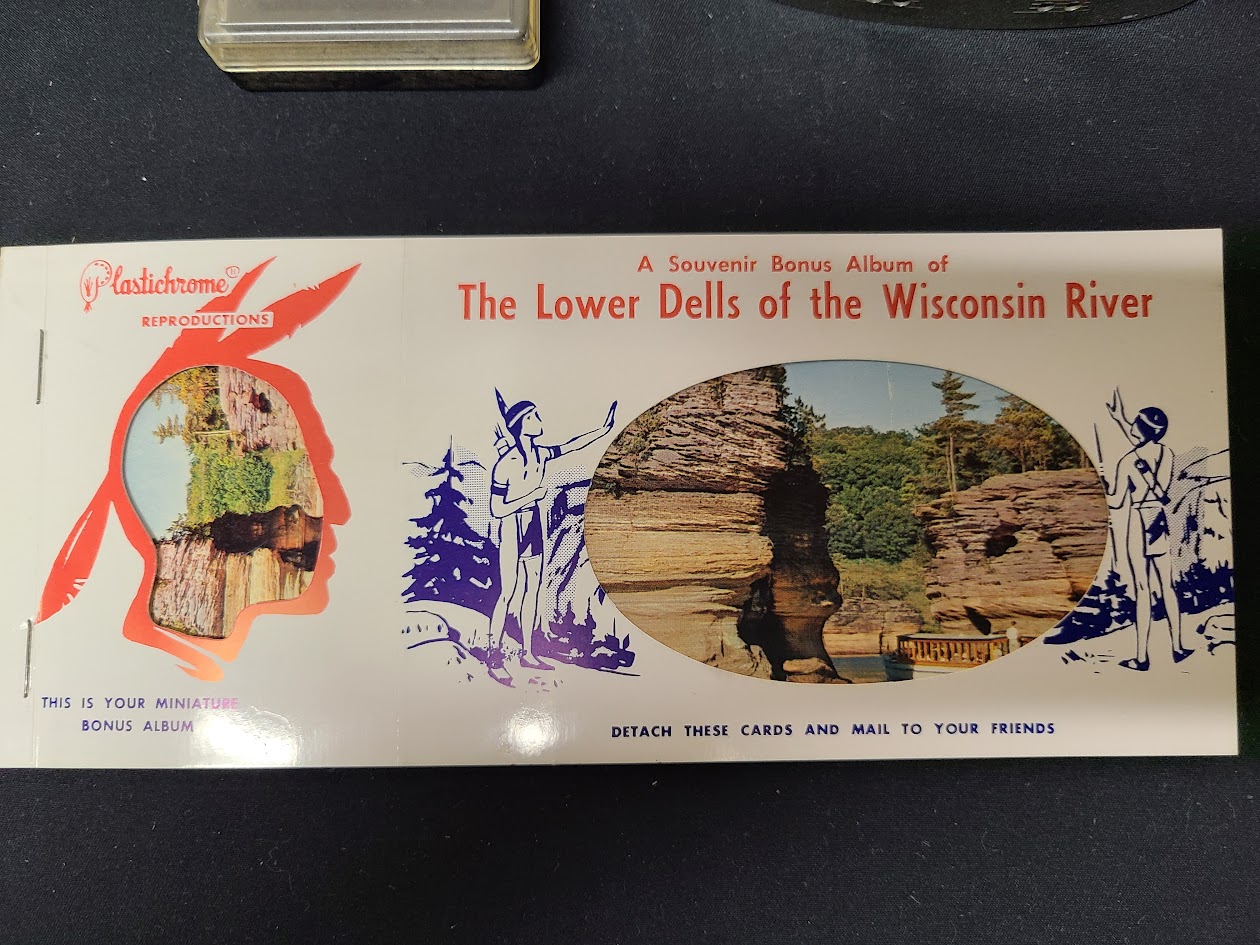 Plastichrome®
REPRODUCTIONS
THIS IS YOUR MINIATURE
BONUS ALBUM
A Souvenir Bonus Album of
The Lower Dells of the Wisconsin River
DETACH THESE CARDS AND MAIL TO YOUR FRIENDS